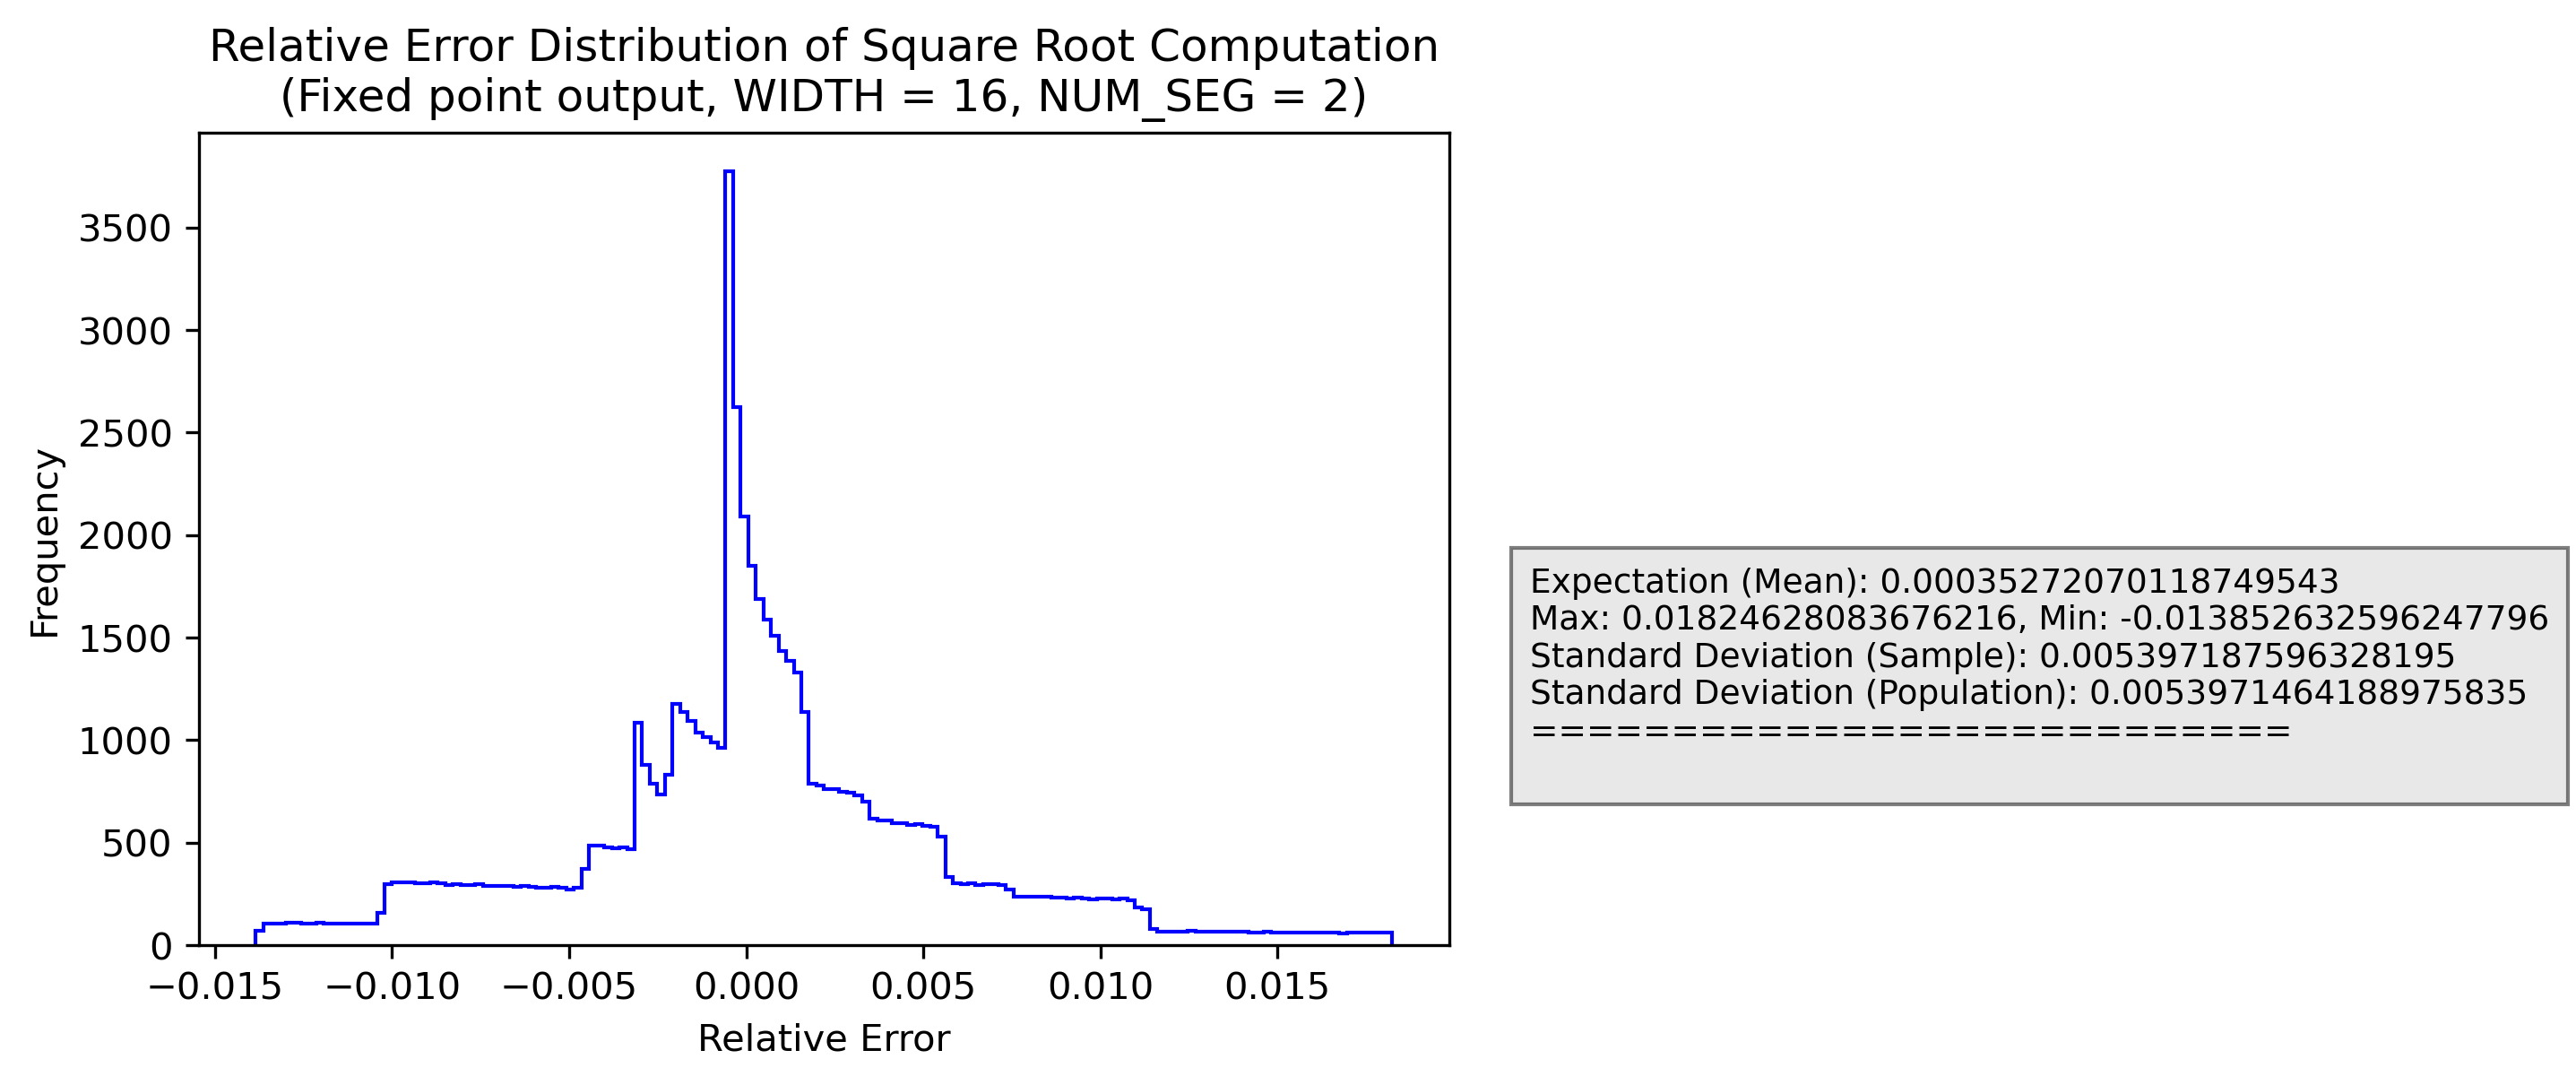 Relative Error Distribution of Square Root Computation
(Fixed point output, WIDTH = 16, NUM_SEG = 2)
Frequency
3500
3000
2500
2000
1500
1000
500
0
−0.015 −0.010 −0.005 0.000 0.005 0.010 0.015
Relative Error
Expectation (Mean): 0.00035272070118749543
Max: 0.01824628083676216, Min: -0.013852632596247796
Standard Deviation (Sample): 0.005397187596328195
Standard Deviation (Population): 0.0053971464188975835
===========================